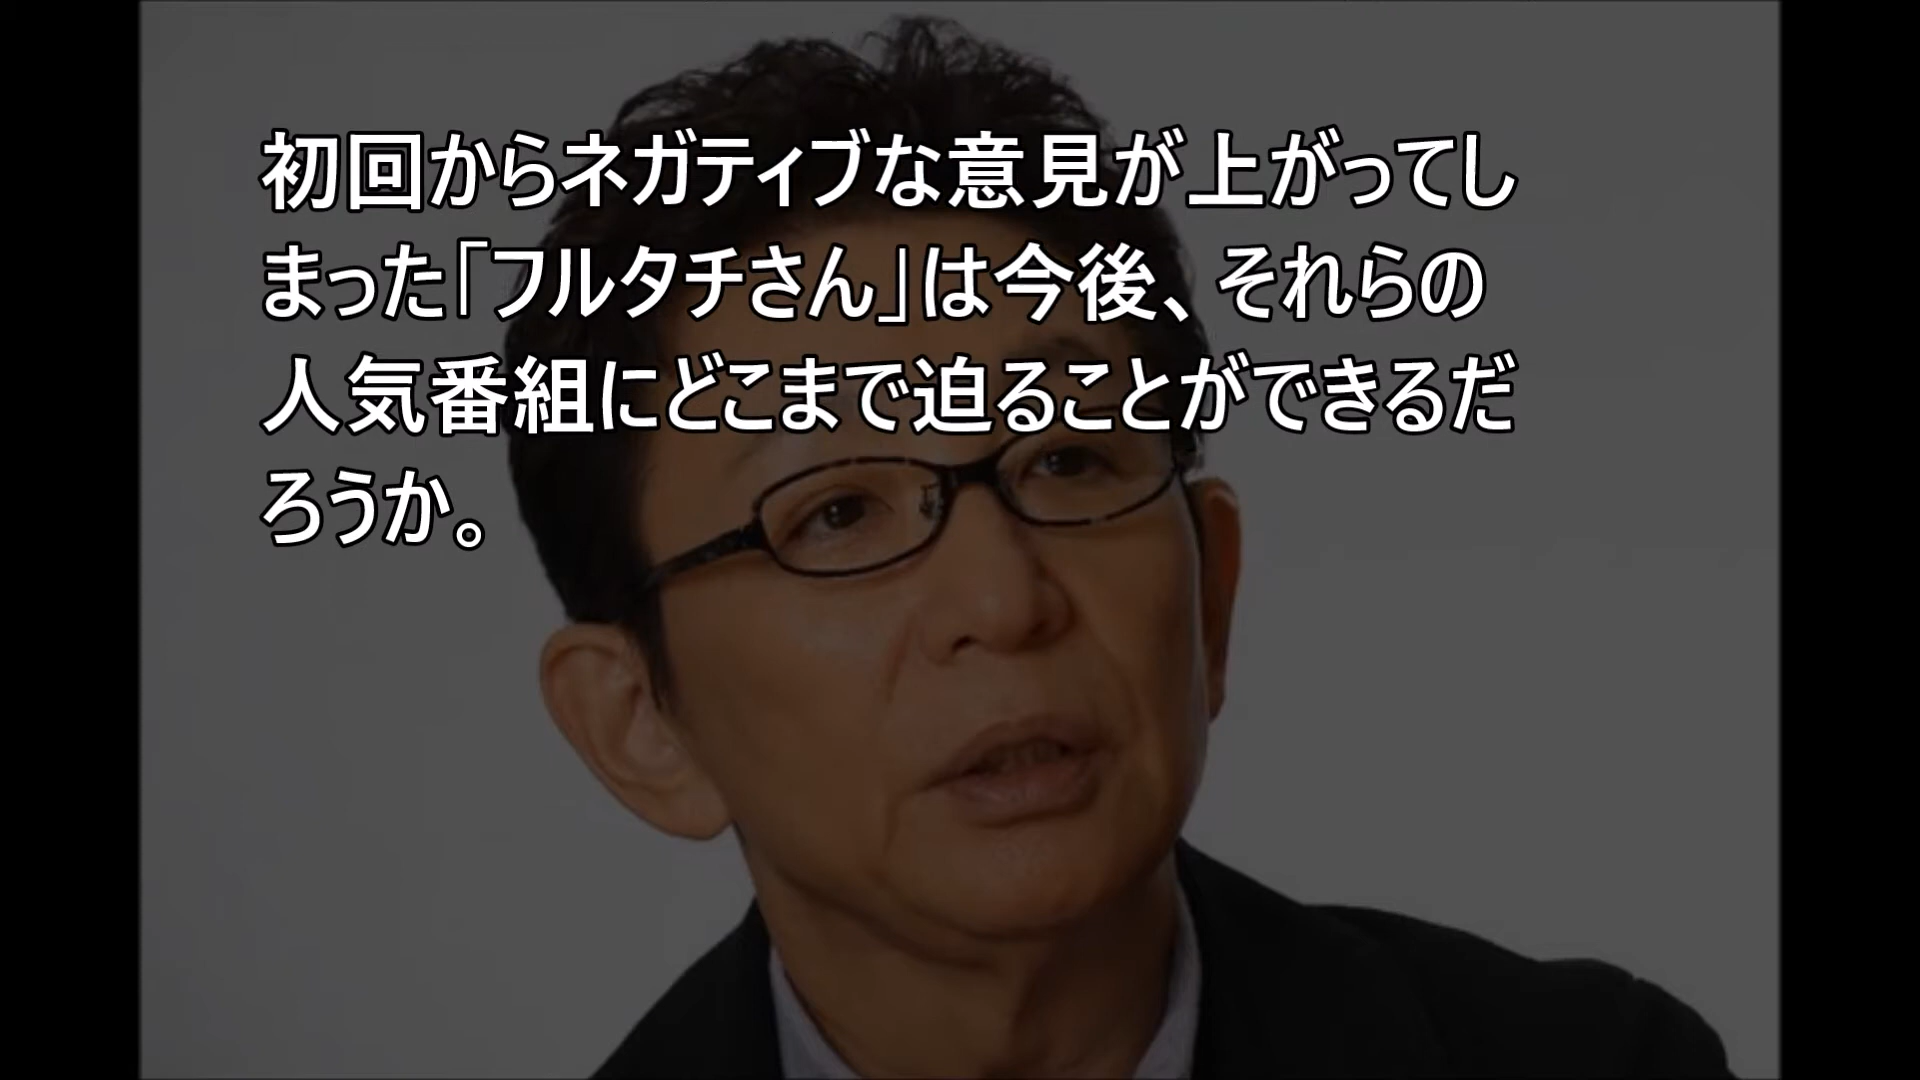 初回からネガティブな意見が上がってし
まった「フルタチさん」は今後、それらの
人気番組にどこまで迫ることができるだ
ろうか。